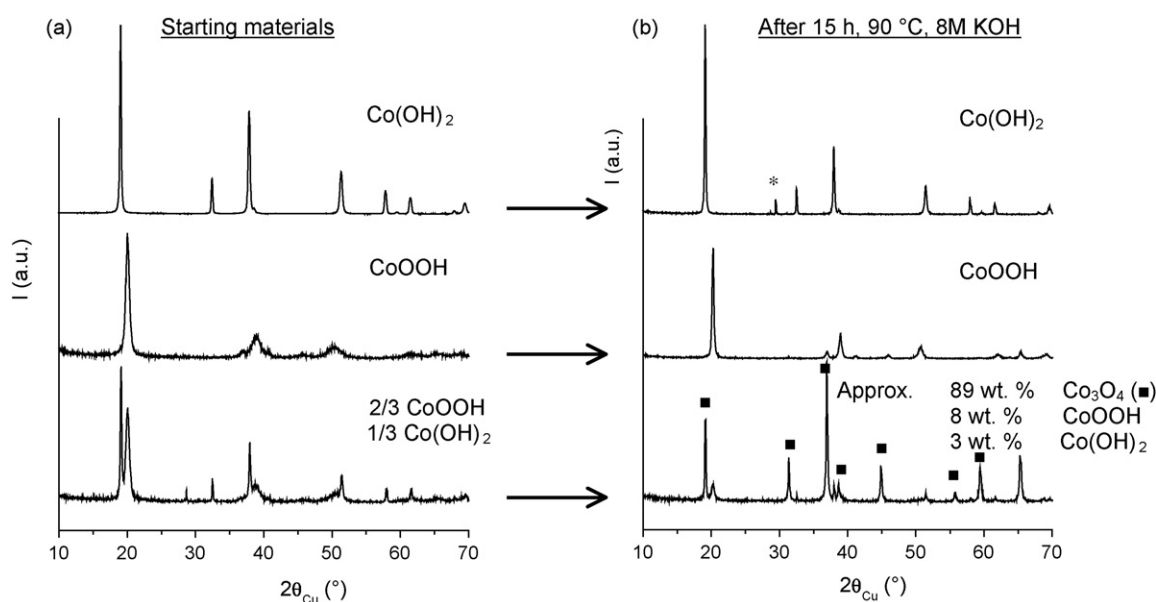 (a) Starting materials
Co(OH)₂
CoOOH
2/3 CoOOH
1/3 Co(OH)₂
I (a.u.)
10 20 30 40 50 60 70
2θCu (°)
(b) After 15 h, 90 °C, 8M KOH
Co(OH)₂
*
CoOOH
Approx. 89 wt. % Co₃O₄ (■)
8 wt. % CoOOH
3 wt. % Co(OH)₂
I (a.u.)
10 20 30 40 50 60 70
2θCu (°)